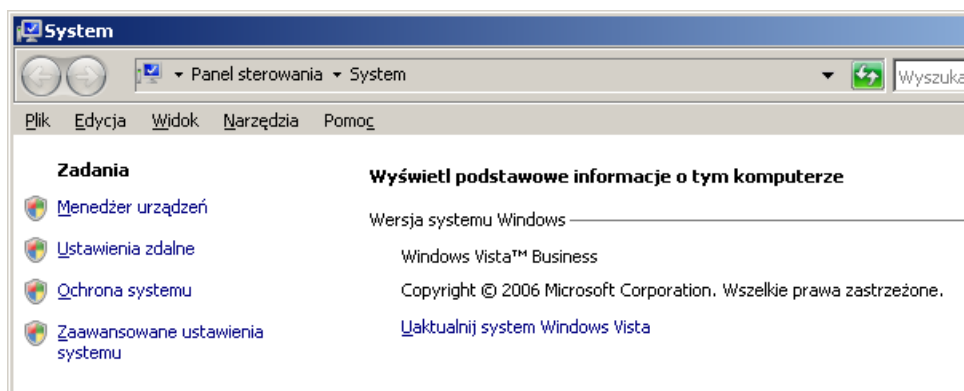 System
Panel sterowania System
Plik Edycja Widok Narzędzia Pomoc
Zadania
Menedżer urządzeń
Ustawienia zdalne
Ochrona systemu
Zaawansowane ustawienia
systemu
Wyświetl podstawowe informacje o tym komputerze
Wersja systemu Windows
Windows Vista™ Business
Copyright © 2006 Microsoft Corporation. Wszelkie prawa zastrzeżone.
Uaktualnij system Windows Vista